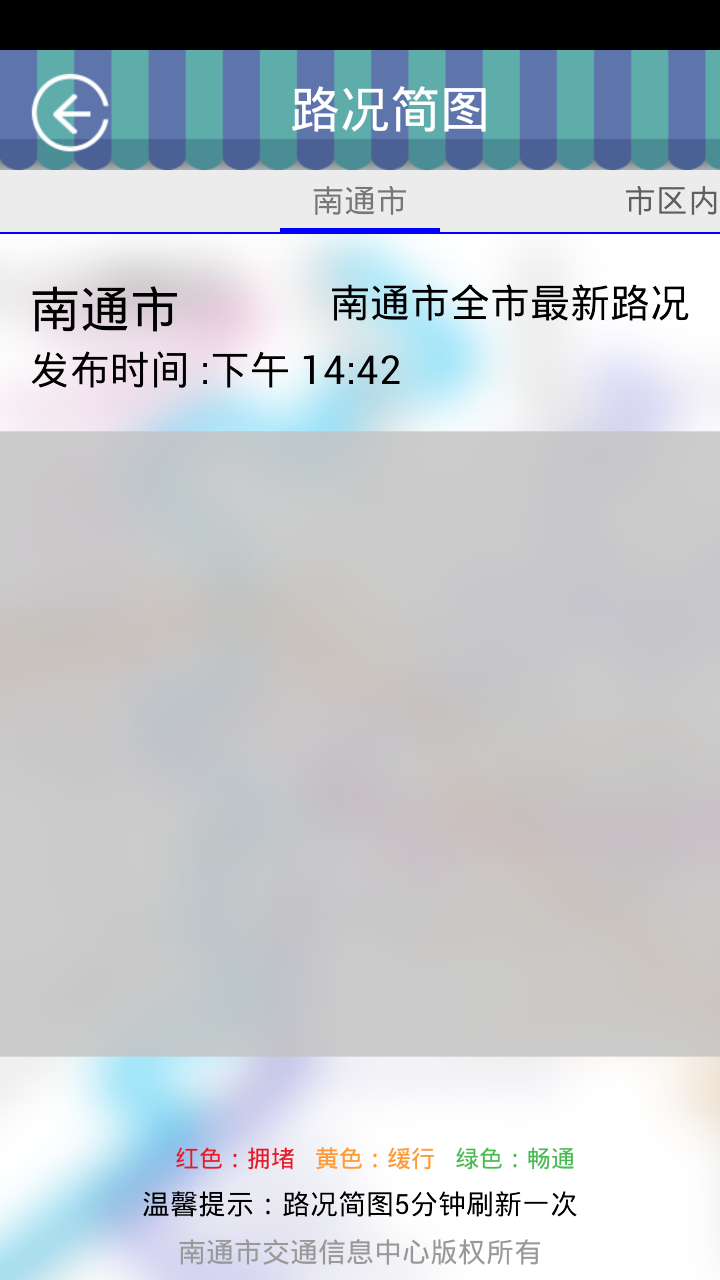 路况简图
南通市
市区内
南通市
南通市全市最新路况
发布时间 :下午 14:42
红色：拥堵 黄色：缓行 绿色：畅通
温馨提示：路况简图5分钟刷新一次
南通市交通信息中心版权所有